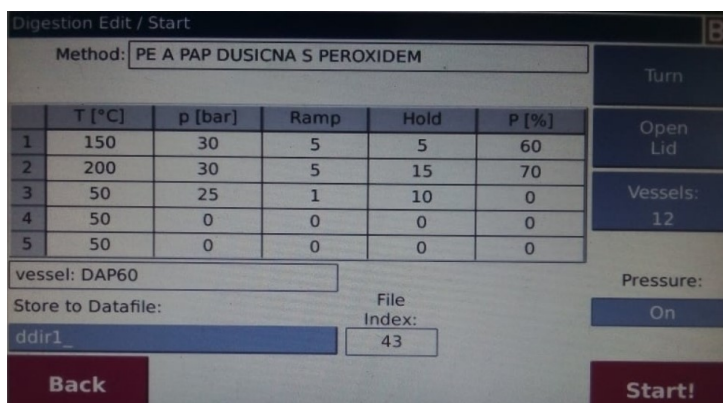 Digestion Edit / Start
B
Method: PE A PAP DUSICNA S PEROXIDEM
Turn
T [°C] p [bar] Ramp Hold P [%]
1 150 30 5 5 60
2 200 30 5 15 70
3 50 25 1 10 0
4 50 0 0 0 0
5 50 0 0 0 0
Open
Lid
Vessels:
12
vessel: DAP60
Pressure:
On
Store to Datafile:
ddir1_
File
Index:
43
Back
Start!